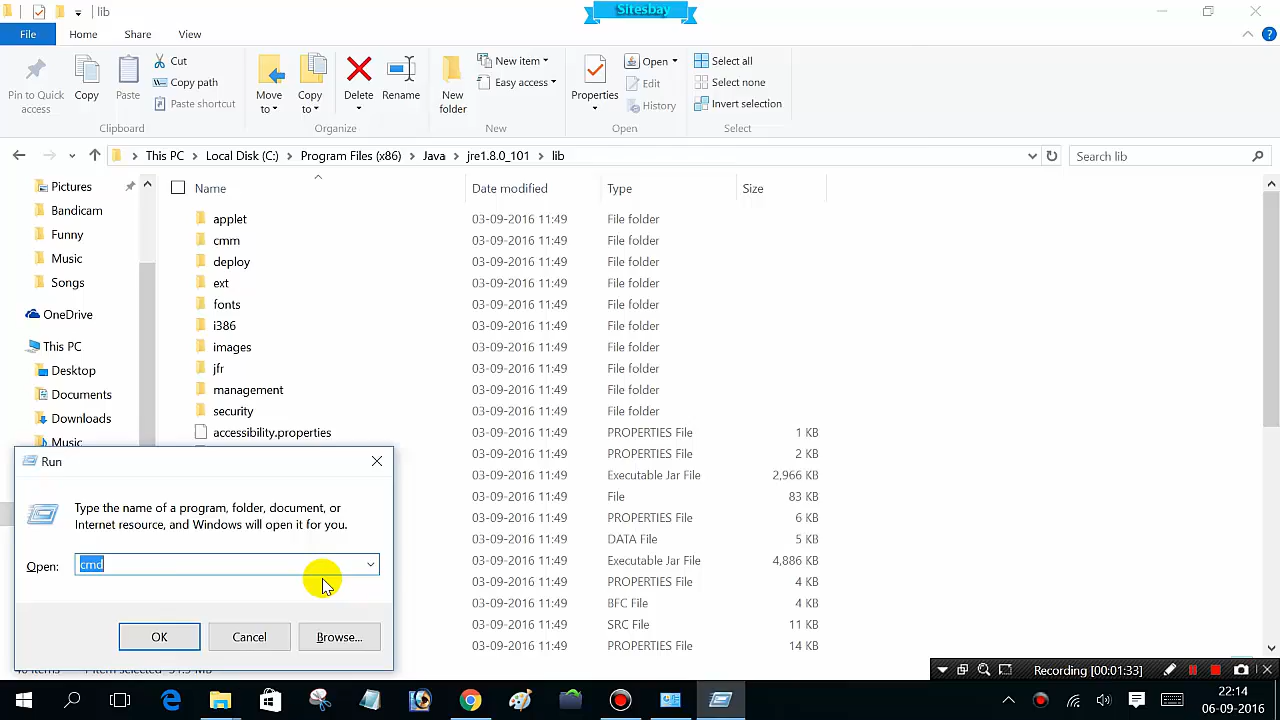 lib
Sitesbay
File Home Share View
Pin to Quick access
Copy
Paste
Cut
Copy path
Paste shortcut
Clipboard
Move to
Copy to
Delete
Rename
Organize
New folder
New item
Easy access
New
Properties
Open
Edit
History
Open
Select all
Select none
Invert selection
Select
This PC Local Disk (C:) Program Files (x86) Java jre1.8.0_101 lib
Search lib
Pictures
Bandicam
Funny
Music
Songs
OneDrive
This PC
Desktop
Documents
Downloads
Music
Name Date modified Type Size
applet 03-09-2016 11:49 File folder
cmm 03-09-2016 11:49 File folder
deploy 03-09-2016 11:49 File folder
ext 03-09-2016 11:49 File folder
fonts 03-09-2016 11:49 File folder
i386 03-09-2016 11:49 File folder
images 03-09-2016 11:49 File folder
jfr 03-09-2016 11:49 File folder
management 03-09-2016 11:49 File folder
security 03-09-2016 11:49 File folder
accessibility.properties 03-09-2016 11:49 PROPERTIES File 1 KB
03-09-2016 11:49 PROPERTIES File 2 KB
03-09-2016 11:49 Executable Jar File 2,966 KB
03-09-2016 11:49 File 83 KB
03-09-2016 11:49 PROPERTIES File 6 KB
03-09-2016 11:49 DATA File 5 KB
03-09-2016 11:49 Executable Jar File 4,886 KB
03-09-2016 11:49 PROPERTIES File 4 KB
03-09-2016 11:49 BFC File 4 KB
03-09-2016 11:49 SRC File 11 KB
03-09-2016 11:49 PROPERTIES File 14 KB
Run
Type the name of a program, folder, document, or
Internet resource, and Windows will open it for you.
Open: cmd
OK Cancel Browse...
Recording [00:01:33]
22:14
06-09-2016